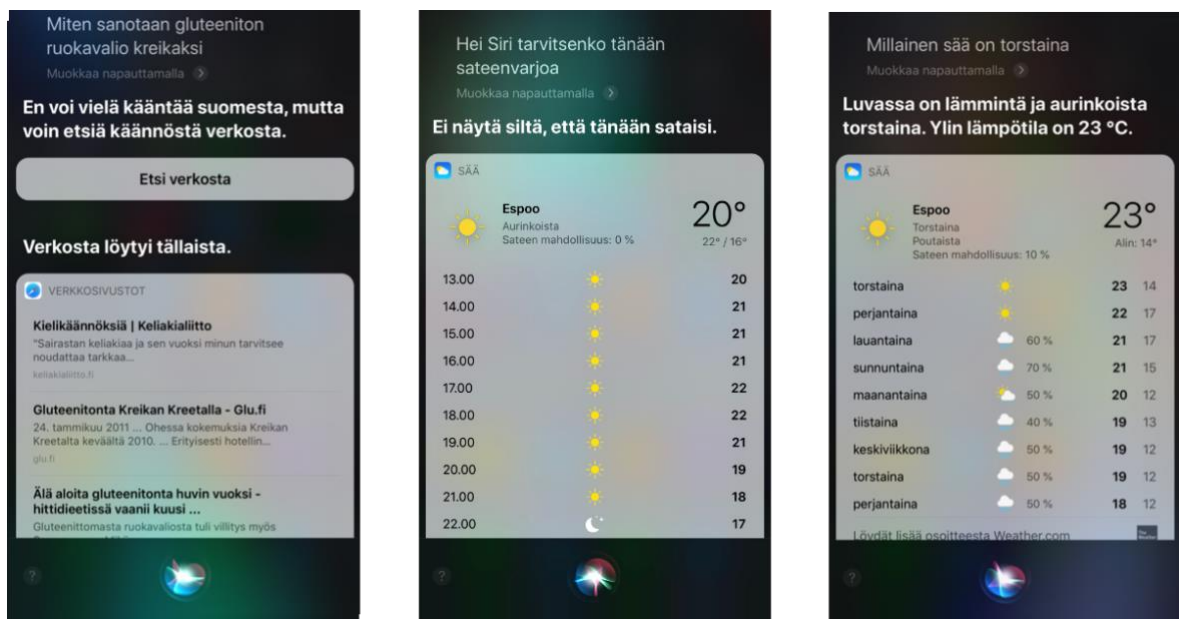 Miten sanotaan gluteeniton
ruokavalio kreikaksi
Muokkaa napauttamalla
En voi vielä kääntää suomesta, mutta
voin etsiä käännöstä verkosta.
Etsi verkosta
Verkosta löytyi tällaista.
VERKKOSIVUSTOT
Kielikäännöksiä | Keliakialiitto
"Sairastan keliakiaa ja sen vuoksi minun tarvitsee
noudattaa tarkkaa...
keliakialiitto.fi
Gluteenitonta Kreikan Kreetalla - Glu.fi
24. tammikuu 2011 ... Ohessa kokemuksia Kreikan
Kreetalta keväältä 2010. ... Erityisesti hotellin...
glu.fi
Älä aloita gluteenitonta huvin vuoksi -
hittidieetissä vaanii kuusi ...
Gluteenittomasta ruokavaliosta tuli villitys myös
?
Hei Siri tarvitsenko tänään
sateenvarjoa
Muokkaa napauttamalla
Ei näytä siltä, että tänään sataisi.
SÄÄ
Espoo 20°
Aurinkoista
Sateen mahdollisuus: 0 % 22° / 16°
13.00 20
14.00 21
15.00 21
16.00 21
17.00 22
18.00 22
19.00 21
20.00 19
21.00 18
22.00 17
?
Millainen sää on torstaina
Muokkaa napauttamalla
Luvassa on lämmintä ja aurinkoista
torstaina. Ylin lämpötila on 23 °C.
SÄÄ
Espoo 23°
Torstaina
Poutaista Alin: 14°
Sateen mahdollisuus: 10 %
torstaina 23 14
perjantaina 22 17
lauantaina 60 % 21 17
sunnuntaina 70 % 21 15
maanantaina 50 % 20 12
tiistaina 40 % 19 13
keskiviikkona 50 % 19 12
torstaina 50 % 19 12
perjantaina 50 % 18 12
Löydät lisää osoitteesta Weather.com
?